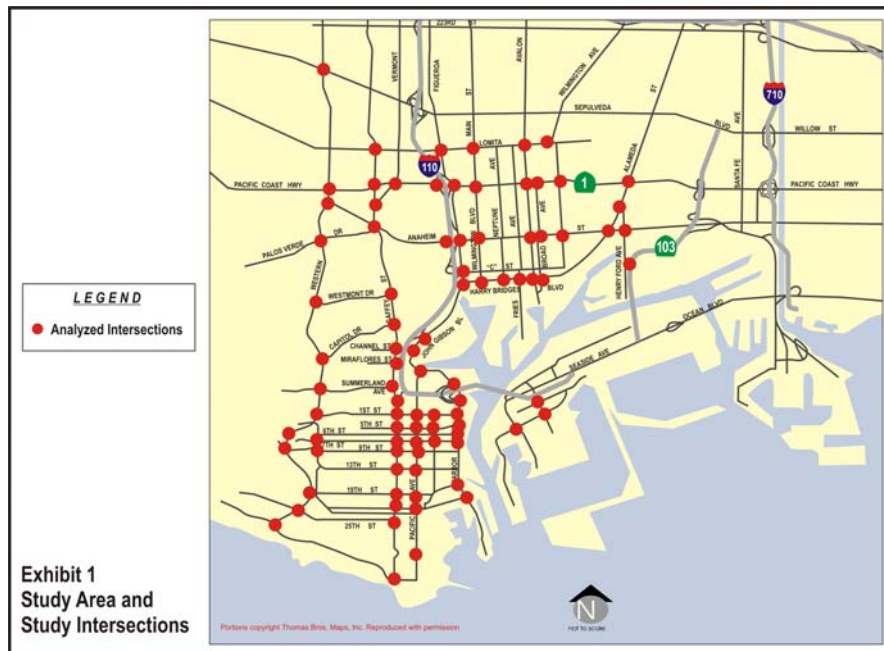 223RD ST
VERMONT
FIGUEROA
MAIN ST
AVALON
WILMINGTON AVE
ST
AVE
710
SEPULVEDA
BLVD
WILLOW ST
LOMITA
110
AVE
ALAMEDA
SANTA FE
PACIFIC COAST HWY
1
PACIFIC COAST HWY
WILMINGTON BLVD
NEPTUNE
AVE
BROAD AVE
PALOS VERDE DR
ANAHEIM
ST
103
WESTERN
"C" ST
HENRY FORD AVE
HARRY BRIDGES BLVD
FRIES
WESTMONT DR
GAFFEY ST
OCEAN BLVD
CAPITOL DR
JOHN GIBSON BL
CHANNEL ST
MIRAFLORES ST
SEASIDE AVE
SUMMERLAND AVE
1ST ST
5TH ST
6TH ST
7TH ST
9TH ST
13TH ST
HARBOR
19TH ST
PACIFIC AVE
25TH ST
LEGEND
Analyzed Intersections
Exhibit 1
Study Area and
Study Intersections
N
not to scale
Portions copyright Thomas Bros. Maps, Inc. Reproduced with permission